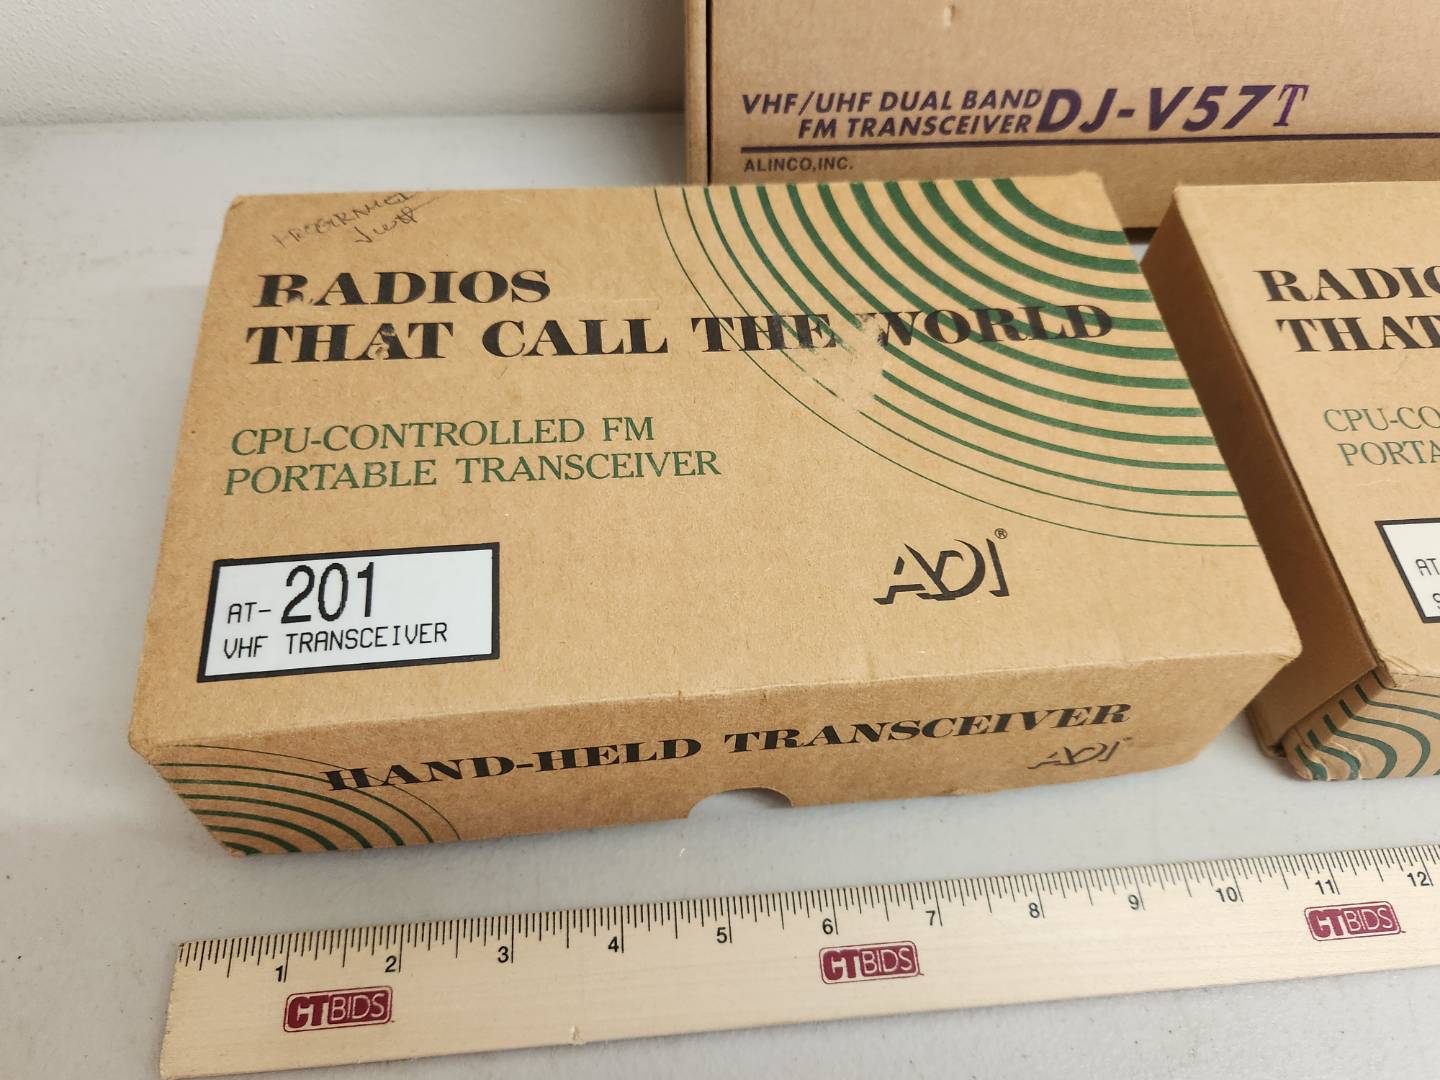 VHF/UHF DUAL BAND
FM TRANSCEIVER
DJ-V57T
ALINCO,INC.
RADIOS
THAT CALL THE WORLD
CPU-CONTROLLED FM
PORTABLE TRANSCEIVER
AT-201
VHF TRANSCEIVER
ADI®
HAND-HELD TRANSCEIVER
ADI
RADIO
THAT
CPU-CO
PORTA
AT
1 2 3 4 5 6 7 8 9 10 11 12
CTBIDS CTBIDS CTBIDS